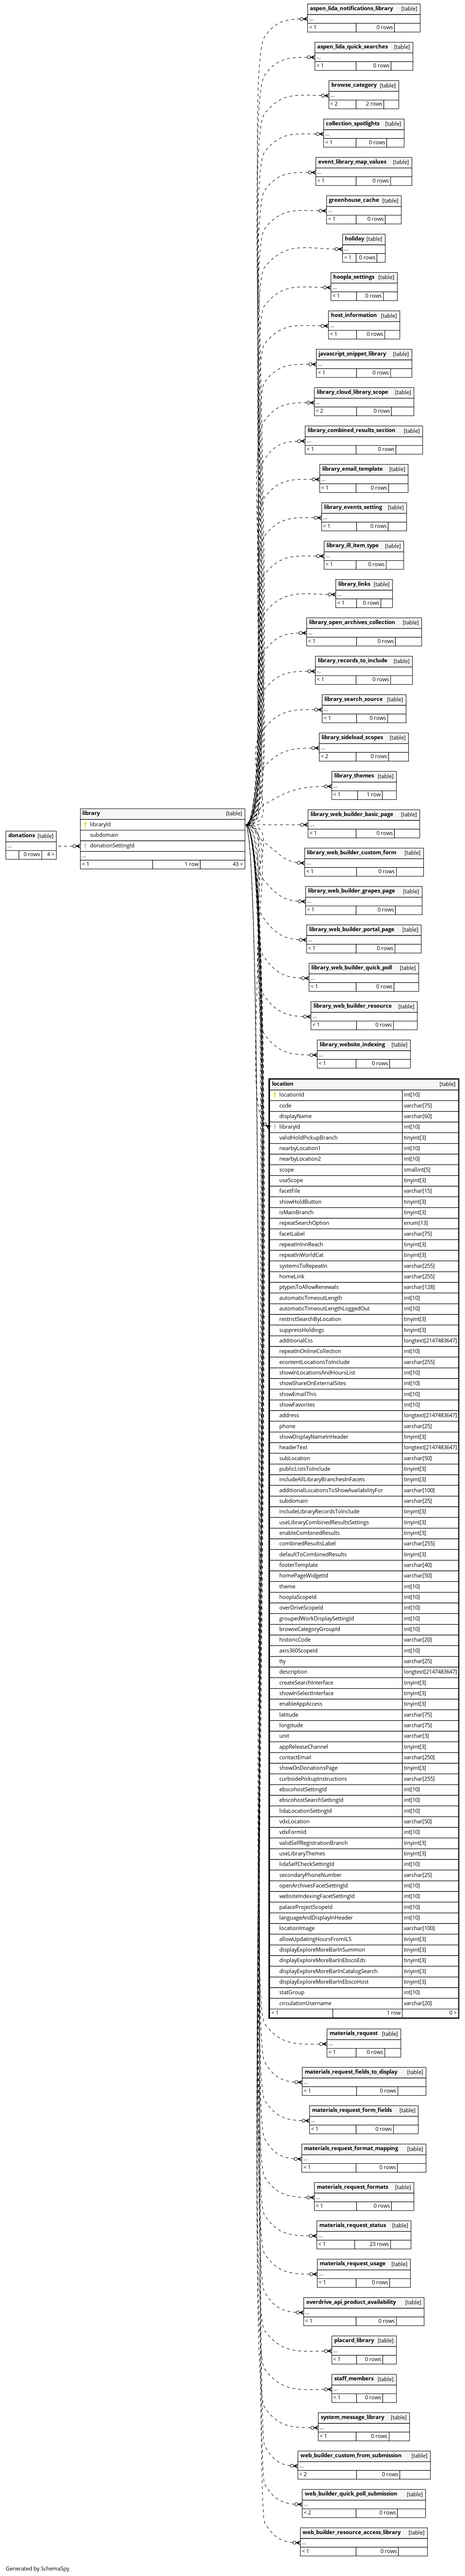 aspen_lida_notifications_library [table]
...
< 1 0 rows
aspen_lida_quick_searches [table]
...
< 1 0 rows
browse_category [table]
...
< 2 2 rows
collection_spotlights [table]
...
< 1 0 rows
event_library_map_values [table]
...
< 1 0 rows
greenhouse_cache [table]
...
< 1 0 rows
holiday [table]
...
< 1 0 rows
hoopla_settings [table]
...
< 1 0 rows
host_information [table]
...
< 1 0 rows
javascript_snippet_library [table]
...
< 1 0 rows
library_cloud_library_scope [table]
...
< 2 0 rows
library_combined_results_section [table]
...
< 1 0 rows
library_email_template [table]
...
< 1 0 rows
library_events_setting [table]
...
< 1 0 rows
library_ill_item_type [table]
...
< 1 0 rows
library_links [table]
...
< 1 0 rows
library_open_archives_collection [table]
...
< 1 0 rows
library_records_to_include [table]
...
< 1 0 rows
library_search_source [table]
...
< 1 0 rows
library_sideload_scopes [table]
...
< 2 0 rows
library_themes [table]
...
< 1 1 row
donations [table]
...
0 rows 4 >
library [table]
libraryId
subdomain
donationSettingId
...
< 1 1 row 43 >
library_web_builder_basic_page [table]
...
< 1 0 rows
library_web_builder_custom_form [table]
...
< 1 0 rows
library_web_builder_grapes_page [table]
...
< 1 0 rows
library_web_builder_portal_page [table]
...
< 1 0 rows
library_web_builder_quick_poll [table]
...
< 1 0 rows
library_web_builder_resource [table]
...
< 1 0 rows
library_website_indexing [table]
...
< 1 0 rows
location [table]
locationId int[10]
code varchar[75]
displayName varchar[60]
libraryId int[10]
validHoldPickupBranch tinyint[3]
nearbyLocation1 int[10]
nearbyLocation2 int[10]
scope smallint[5]
useScope tinyint[3]
facetFile varchar[15]
showHoldButton tinyint[3]
isMainBranch tinyint[3]
repeatSearchOption enum[13]
facetLabel varchar[75]
repeatInInnReach tinyint[3]
repeatInWorldCat tinyint[3]
systemsToRepeatIn varchar[255]
homeLink varchar[255]
ptypesToAllowRenewals varchar[128]
automaticTimeoutLength int[10]
automaticTimeoutLengthLoggedOut int[10]
restrictSearchByLocation tinyint[3]
suppressHoldings tinyint[3]
additionalCss longtext[2147483647]
repeatInOnlineCollection int[10]
econtentLocationsToInclude varchar[255]
showInLocationsAndHoursList int[10]
showShareOnExternalSites int[10]
showEmailThis int[10]
showFavorites int[10]
address longtext[2147483647]
phone varchar[25]
showDisplayNameInHeader tinyint[3]
headerText longtext[2147483647]
subLocation varchar[50]
publicListsToInclude tinyint[3]
includeAllLibraryBranchesInFacets tinyint[3]
additionalLocationsToShowAvailabilityFor varchar[100]
subdomain varchar[25]
includeLibraryRecordsToInclude tinyint[3]
useLibraryCombinedResultsSettings tinyint[3]
enableCombinedResults tinyint[3]
combinedResultsLabel varchar[255]
defaultToCombinedResults tinyint[3]
footerTemplate varchar[40]
homePageWidgetId varchar[50]
theme int[10]
hooplaScopeId int[10]
overDriveScopeId int[10]
groupedWorkDisplaySettingId int[10]
browseCategoryGroupId int[10]
historicCode varchar[20]
axis360ScopeId int[10]
tty varchar[25]
description longtext[2147483647]
createSearchInterface tinyint[3]
showInSelectInterface tinyint[3]
enableAppAccess tinyint[3]
latitude varchar[75]
longitude varchar[75]
unit varchar[3]
appReleaseChannel tinyint[3]
contactEmail varchar[250]
showOnDonationsPage tinyint[3]
curbsidePickupInstructions varchar[255]
ebscohostSettingId int[10]
ebscohostSearchSettingId int[10]
lidaLocationSettingId int[10]
vdxLocation varchar[50]
vdxFormId int[10]
validSelfRegistrationBranch tinyint[3]
useLibraryThemes tinyint[3]
lidaSelfCheckSettingId int[10]
secondaryPhoneNumber varchar[25]
openArchivesFacetSettingId int[10]
websiteIndexingFacetSettingId int[10]
palaceProjectScopeId int[10]
languageAndDisplayInHeader int[10]
locationImage varchar[100]
allowUpdatingHoursFromILS tinyint[3]
displayExploreMoreBarInSummon tinyint[3]
displayExploreMoreBarInEbscoEds tinyint[3]
displayExploreMoreBarInCatalogSearch tinyint[3]
displayExploreMoreBarInEbscoHost tinyint[3]
statGroup int[10]
circulationUsername varchar[20]
< 1 1 row 0 >
materials_request [table]
...
< 1 0 rows
materials_request_fields_to_display [table]
...
< 1 0 rows
materials_request_form_fields [table]
...
< 1 0 rows
materials_request_format_mapping [table]
...
< 1 0 rows
materials_request_formats [table]
...
< 1 0 rows
materials_request_status [table]
...
< 1 23 rows
materials_request_usage [table]
...
< 1 0 rows
overdrive_api_product_availability [table]
...
< 1 0 rows
placard_library [table]
...
< 1 0 rows
staff_members [table]
...
< 1 0 rows
system_message_library [table]
...
< 1 0 rows
web_builder_custom_from_submission [table]
...
< 2 0 rows
web_builder_quick_poll_submission [table]
...
< 2 0 rows
web_builder_resource_access_library [table]
...
< 1 0 rows
Generated by SchemaSpy